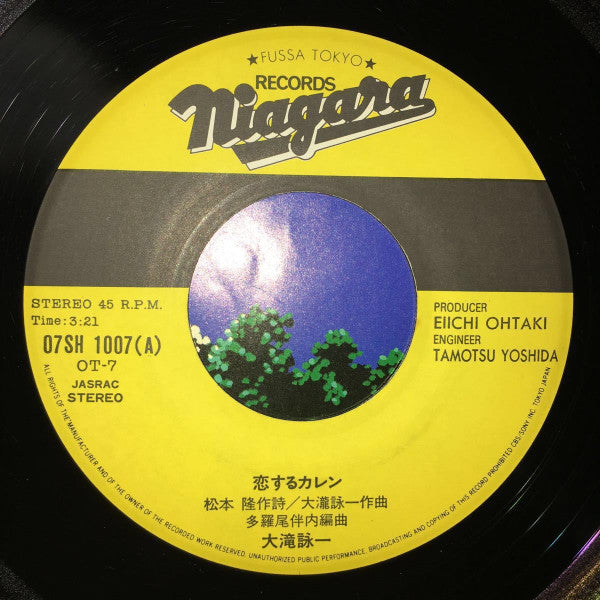 ★FUSSA TOKYO★
RECORDS
Niagara
STEREO 45 R.P.M.
Time:3:21
07SH 1007(A)
OT-7
JASRAC
STEREO
PRODUCER
EIICHI OHTAKI
ENGINEER
TAMOTSU YOSHIDA
恋するカレン
松本 隆作詩/大瀧詠一作曲
多羅尾伴内編曲
大滝詠一
ALL RIGHTS OF THE MANUFACTURER AND OF THE OWNER OF THE RECORDED WORK RESERVED. UNAUTHORIZED PUBLIC PERFORMANCE, BROADCASTING AND COPYING OF THIS RECORD PROHIBITED CBS/SONY INC. TOKYO JAPAN